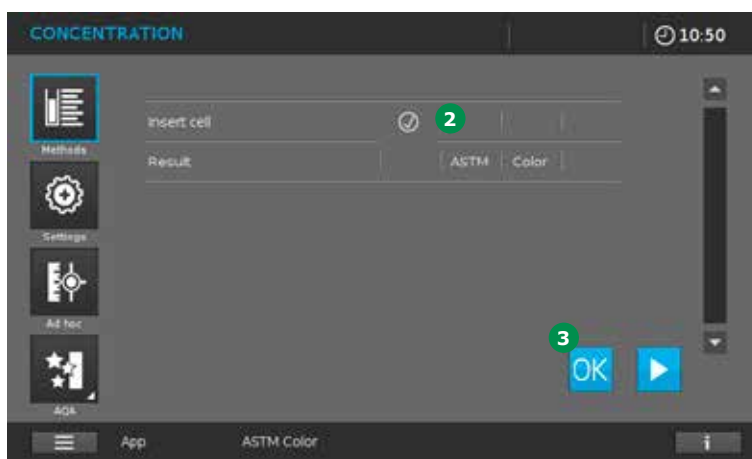 CONCENTRATION 10:50
Methods
Insert cell 2
Result ASTM Color
Settings
Ad hoc
3
OK
AQA
App ASTM Color i